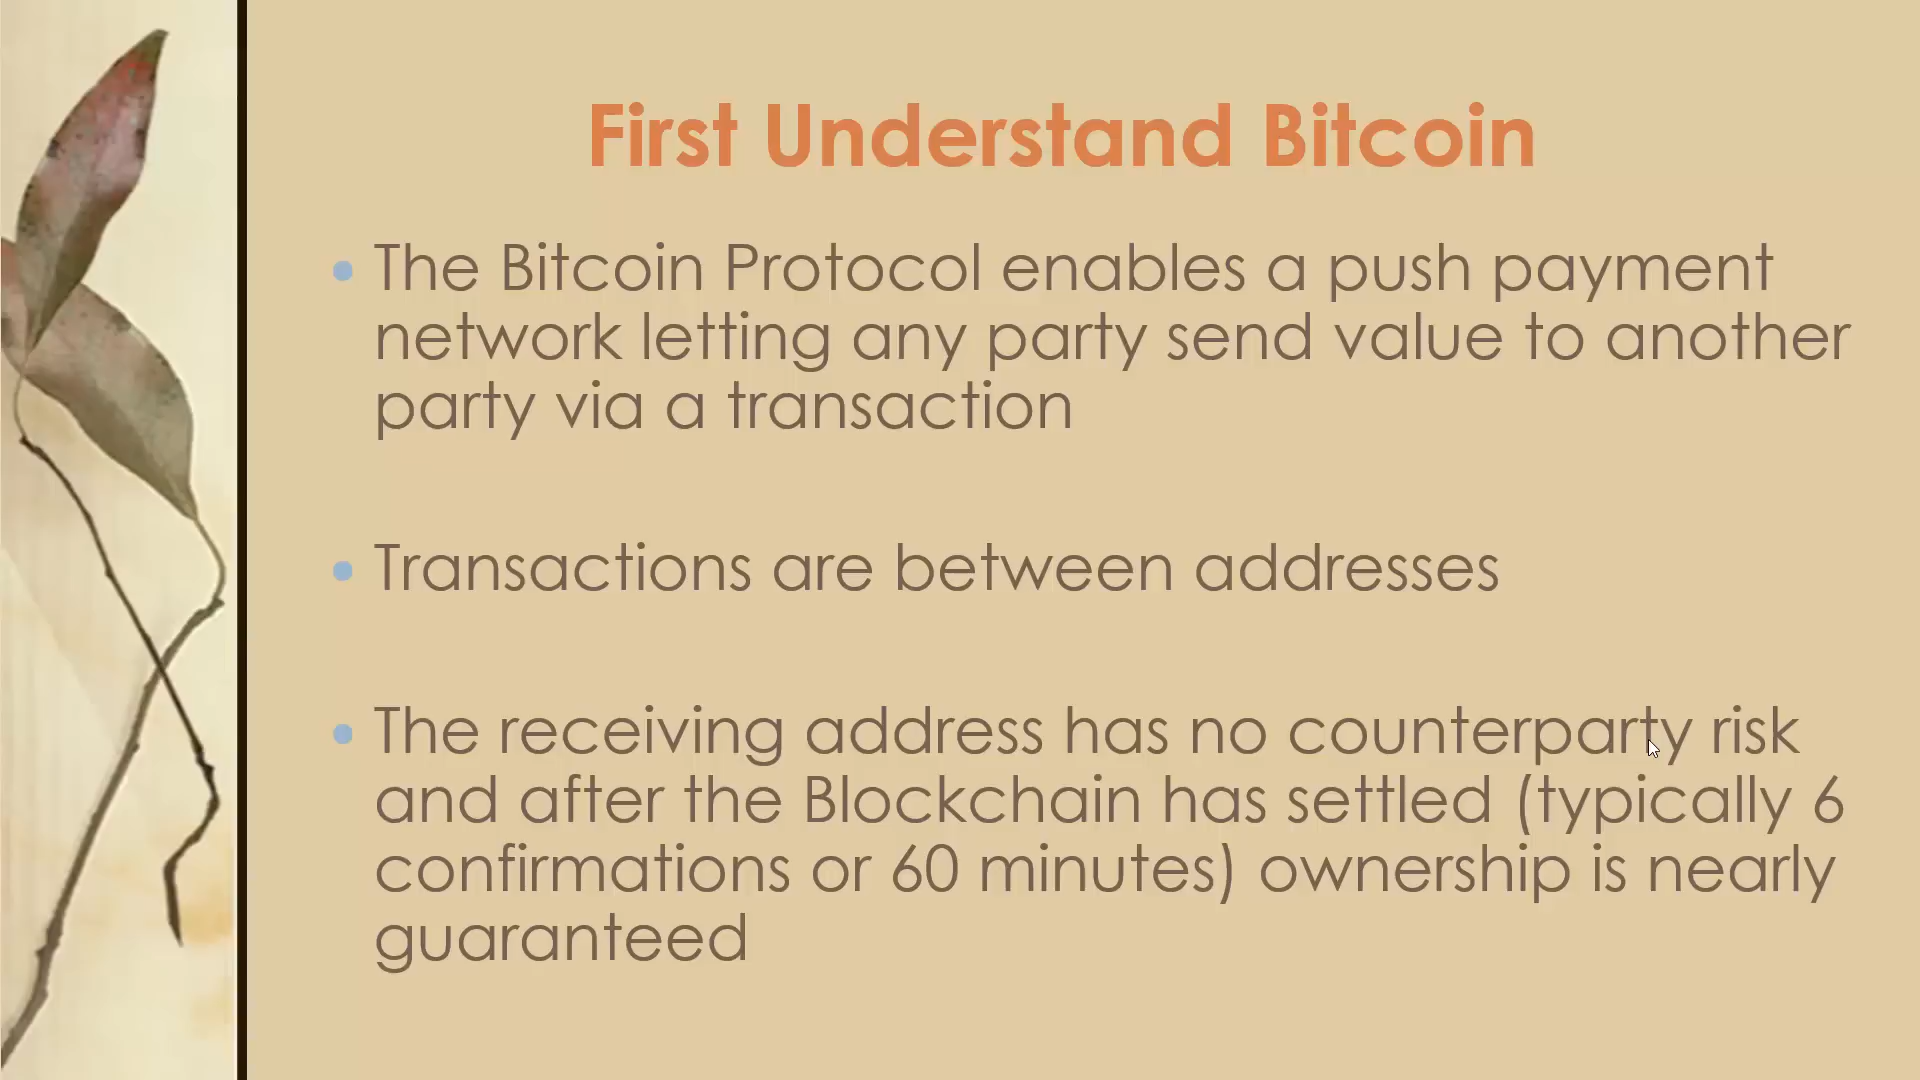 First Understand Bitcoin
The Bitcoin Protocol enables a push payment
network letting any party send value to another
party via a transaction
Transactions are between addresses
The receiving address has no counterparty risk
and after the Blockchain has settled (typically 6
confirmations or 60 minutes) ownership is nearly
guaranteed